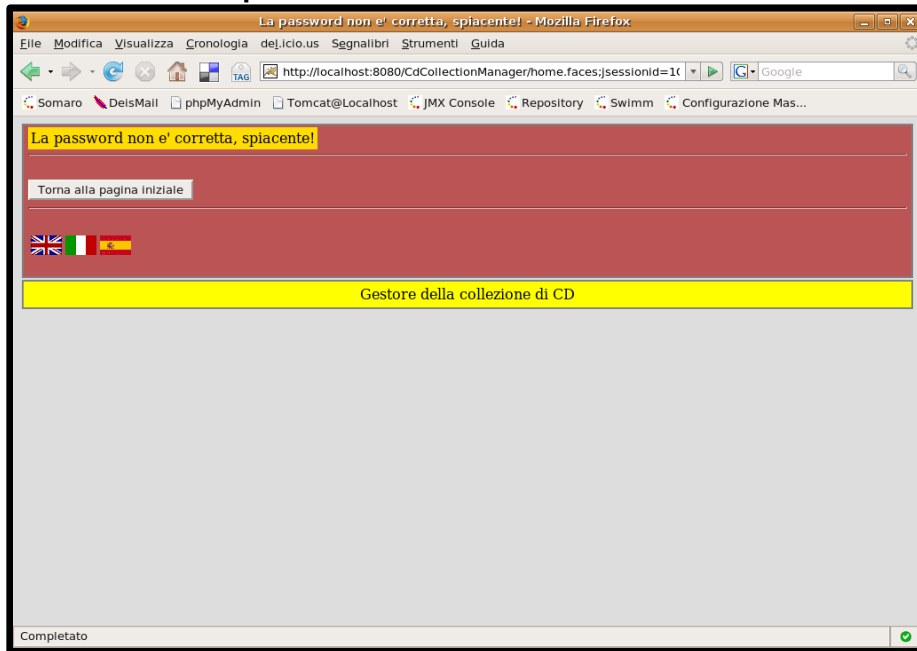 La password non e' corretta, spiacente! - Mozilla Firefox
File Modifica Visualizza Cronologia del.icio.us Segnalibri Strumenti Guida
TAG http://localhost:8080/CdCollectionManager/home.faces;jsessionid=1( G Google
Somaro DeisMail phpMyAdmin Tomcat@Localhost JMX Console Repository Swimm Configurazione Mas...
La password non e' corretta, spiacente!
Torna alla pagina iniziale
Gestore della collezione di CD
Completato